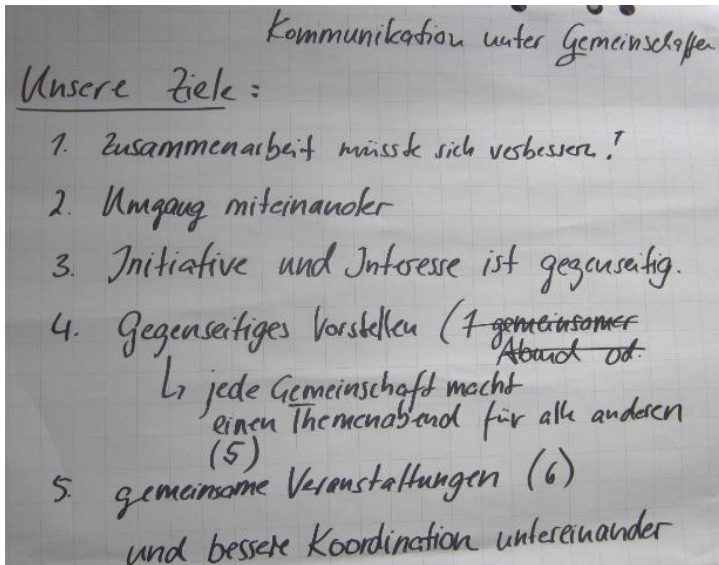 Kommunikation unter Gemeinschaften
Unsere Ziele:
1. Zusammenarbeit müsste sich verbessern!
2. Umgang miteinander
3. Initiative und Interesse ist gegenseitig.
4. Gegenseitiges Vorstellen (1 gemeinsamer
Abend od.
↳ jede Gemeinschaft macht
einen Themenabend für alle anderen
(5)
5. gemeinsame Veranstaltungen (6)
und bessere Koordination untereinander